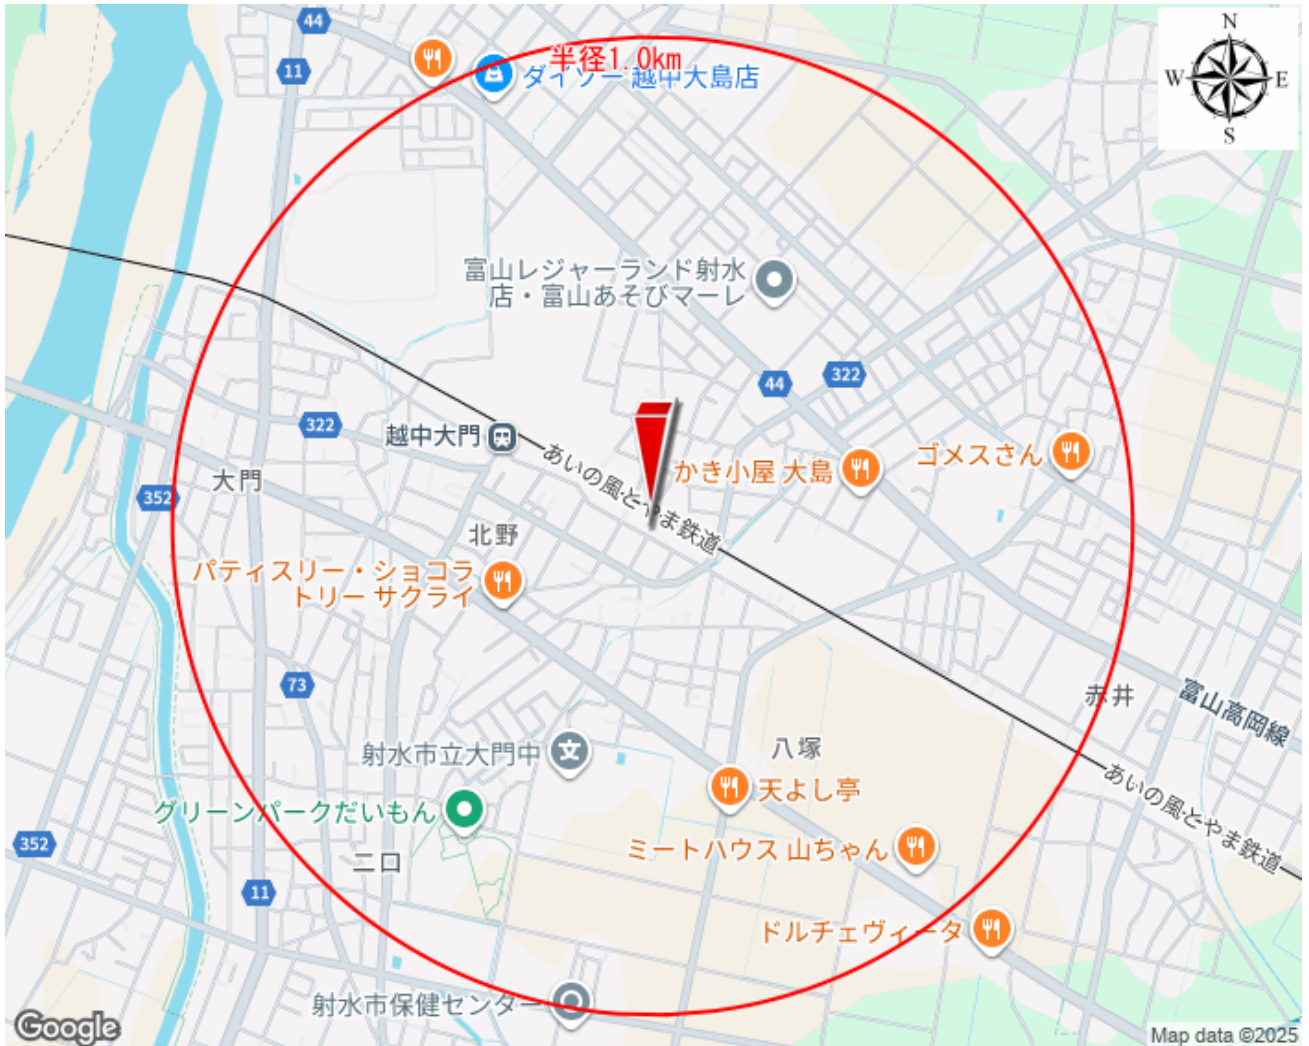 44
半径1.0km
ダイソー 越中大島店
11
N
W
E
S
富山レジャーランド射水
店・富山あそびマーレ
44
322
322
越中大門
あいの風とやま鉄道
かき小屋 大島
ゴメスさん
大門
352
北野
パティスリー・ショコラ
トリー サクライ
73
赤井
富山高岡線
射水市立大門中
文
八塚
天よし亭
あいの風とやま鉄道
グリーンパークだいもん
352
ミートハウス 山ちゃん
二口
11
ドルチェヴィータ
射水市保健センター
Google
Map data ©2025